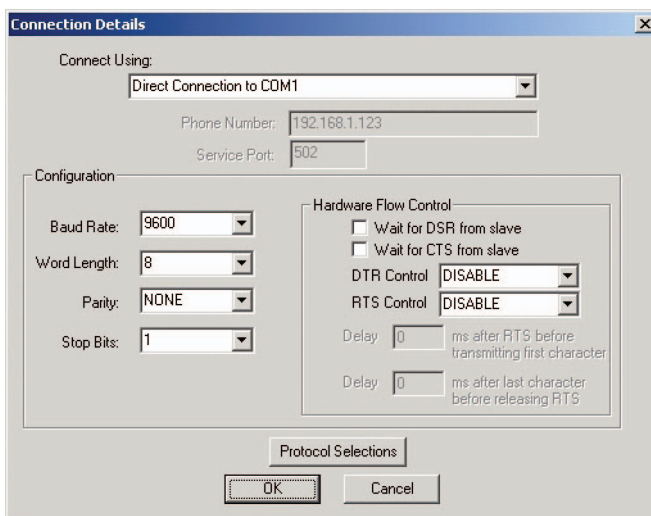 Connection Details
Connect Using:
Direct Connection to COM1
Phone Number: 192.168.1.123
Service Port: 502
Configuration
Baud Rate: 9600
Word Length: 8
Parity: NONE
Stop Bits: 1
Hardware Flow Control
Wait for DSR from slave
Wait for CTS from slave
DTR Control DISABLE
RTS Control DISABLE
Delay 0 ms after RTS before
transmitting first character
Delay 0 ms after last character
before releasing RTS
Protocol Selections
OK Cancel